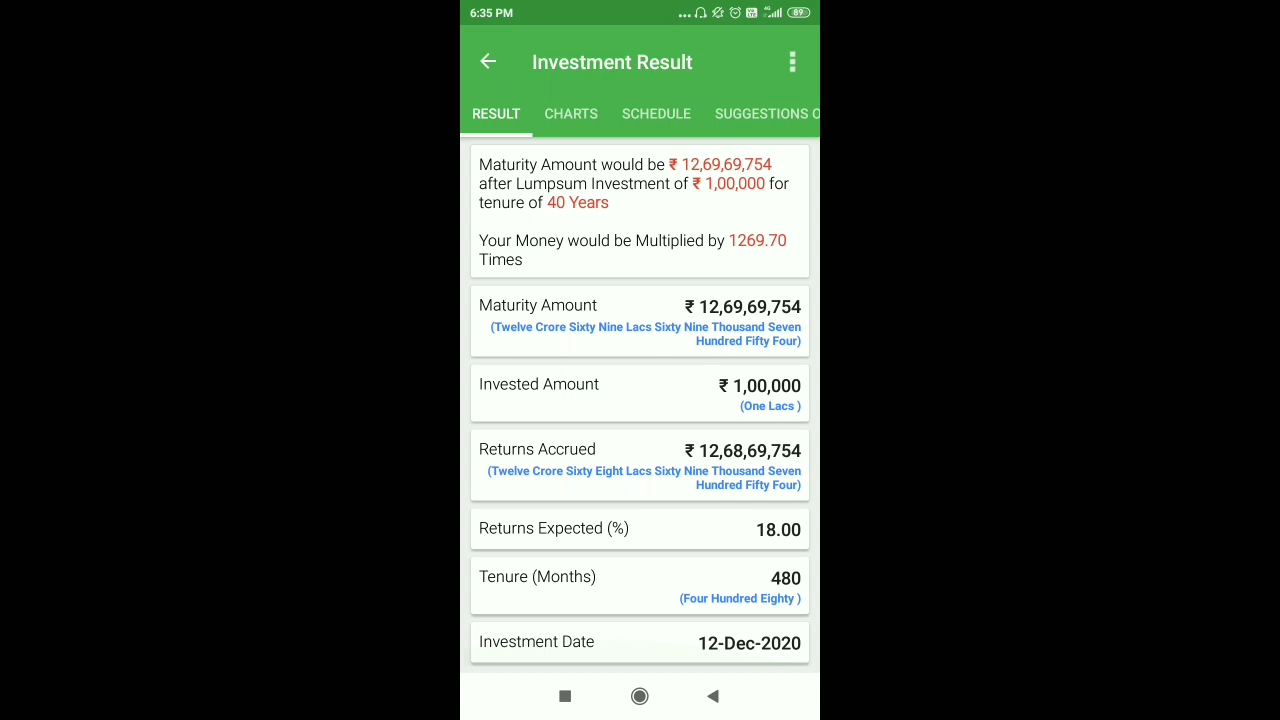 6:35 PM
4G
89
Investment Result
RESULT CHARTS SCHEDULE SUGGESTIONS O
Maturity Amount would be ₹ 12,69,69,754
after Lumpsum Investment of ₹ 1,00,000 for
tenure of 40 Years
Your Money would be Multiplied by 1269.70
Times
Maturity Amount ₹ 12,69,69,754
(Twelve Crore Sixty Nine Lacs Sixty Nine Thousand Seven
Hundred Fifty Four)
Invested Amount ₹ 1,00,000
(One Lacs )
Returns Accrued ₹ 12,68,69,754
(Twelve Crore Sixty Eight Lacs Sixty Nine Thousand Seven
Hundred Fifty Four)
Returns Expected (%) 18.00
Tenure (Months) 480
(Four Hundred Eighty )
Investment Date 12-Dec-2020